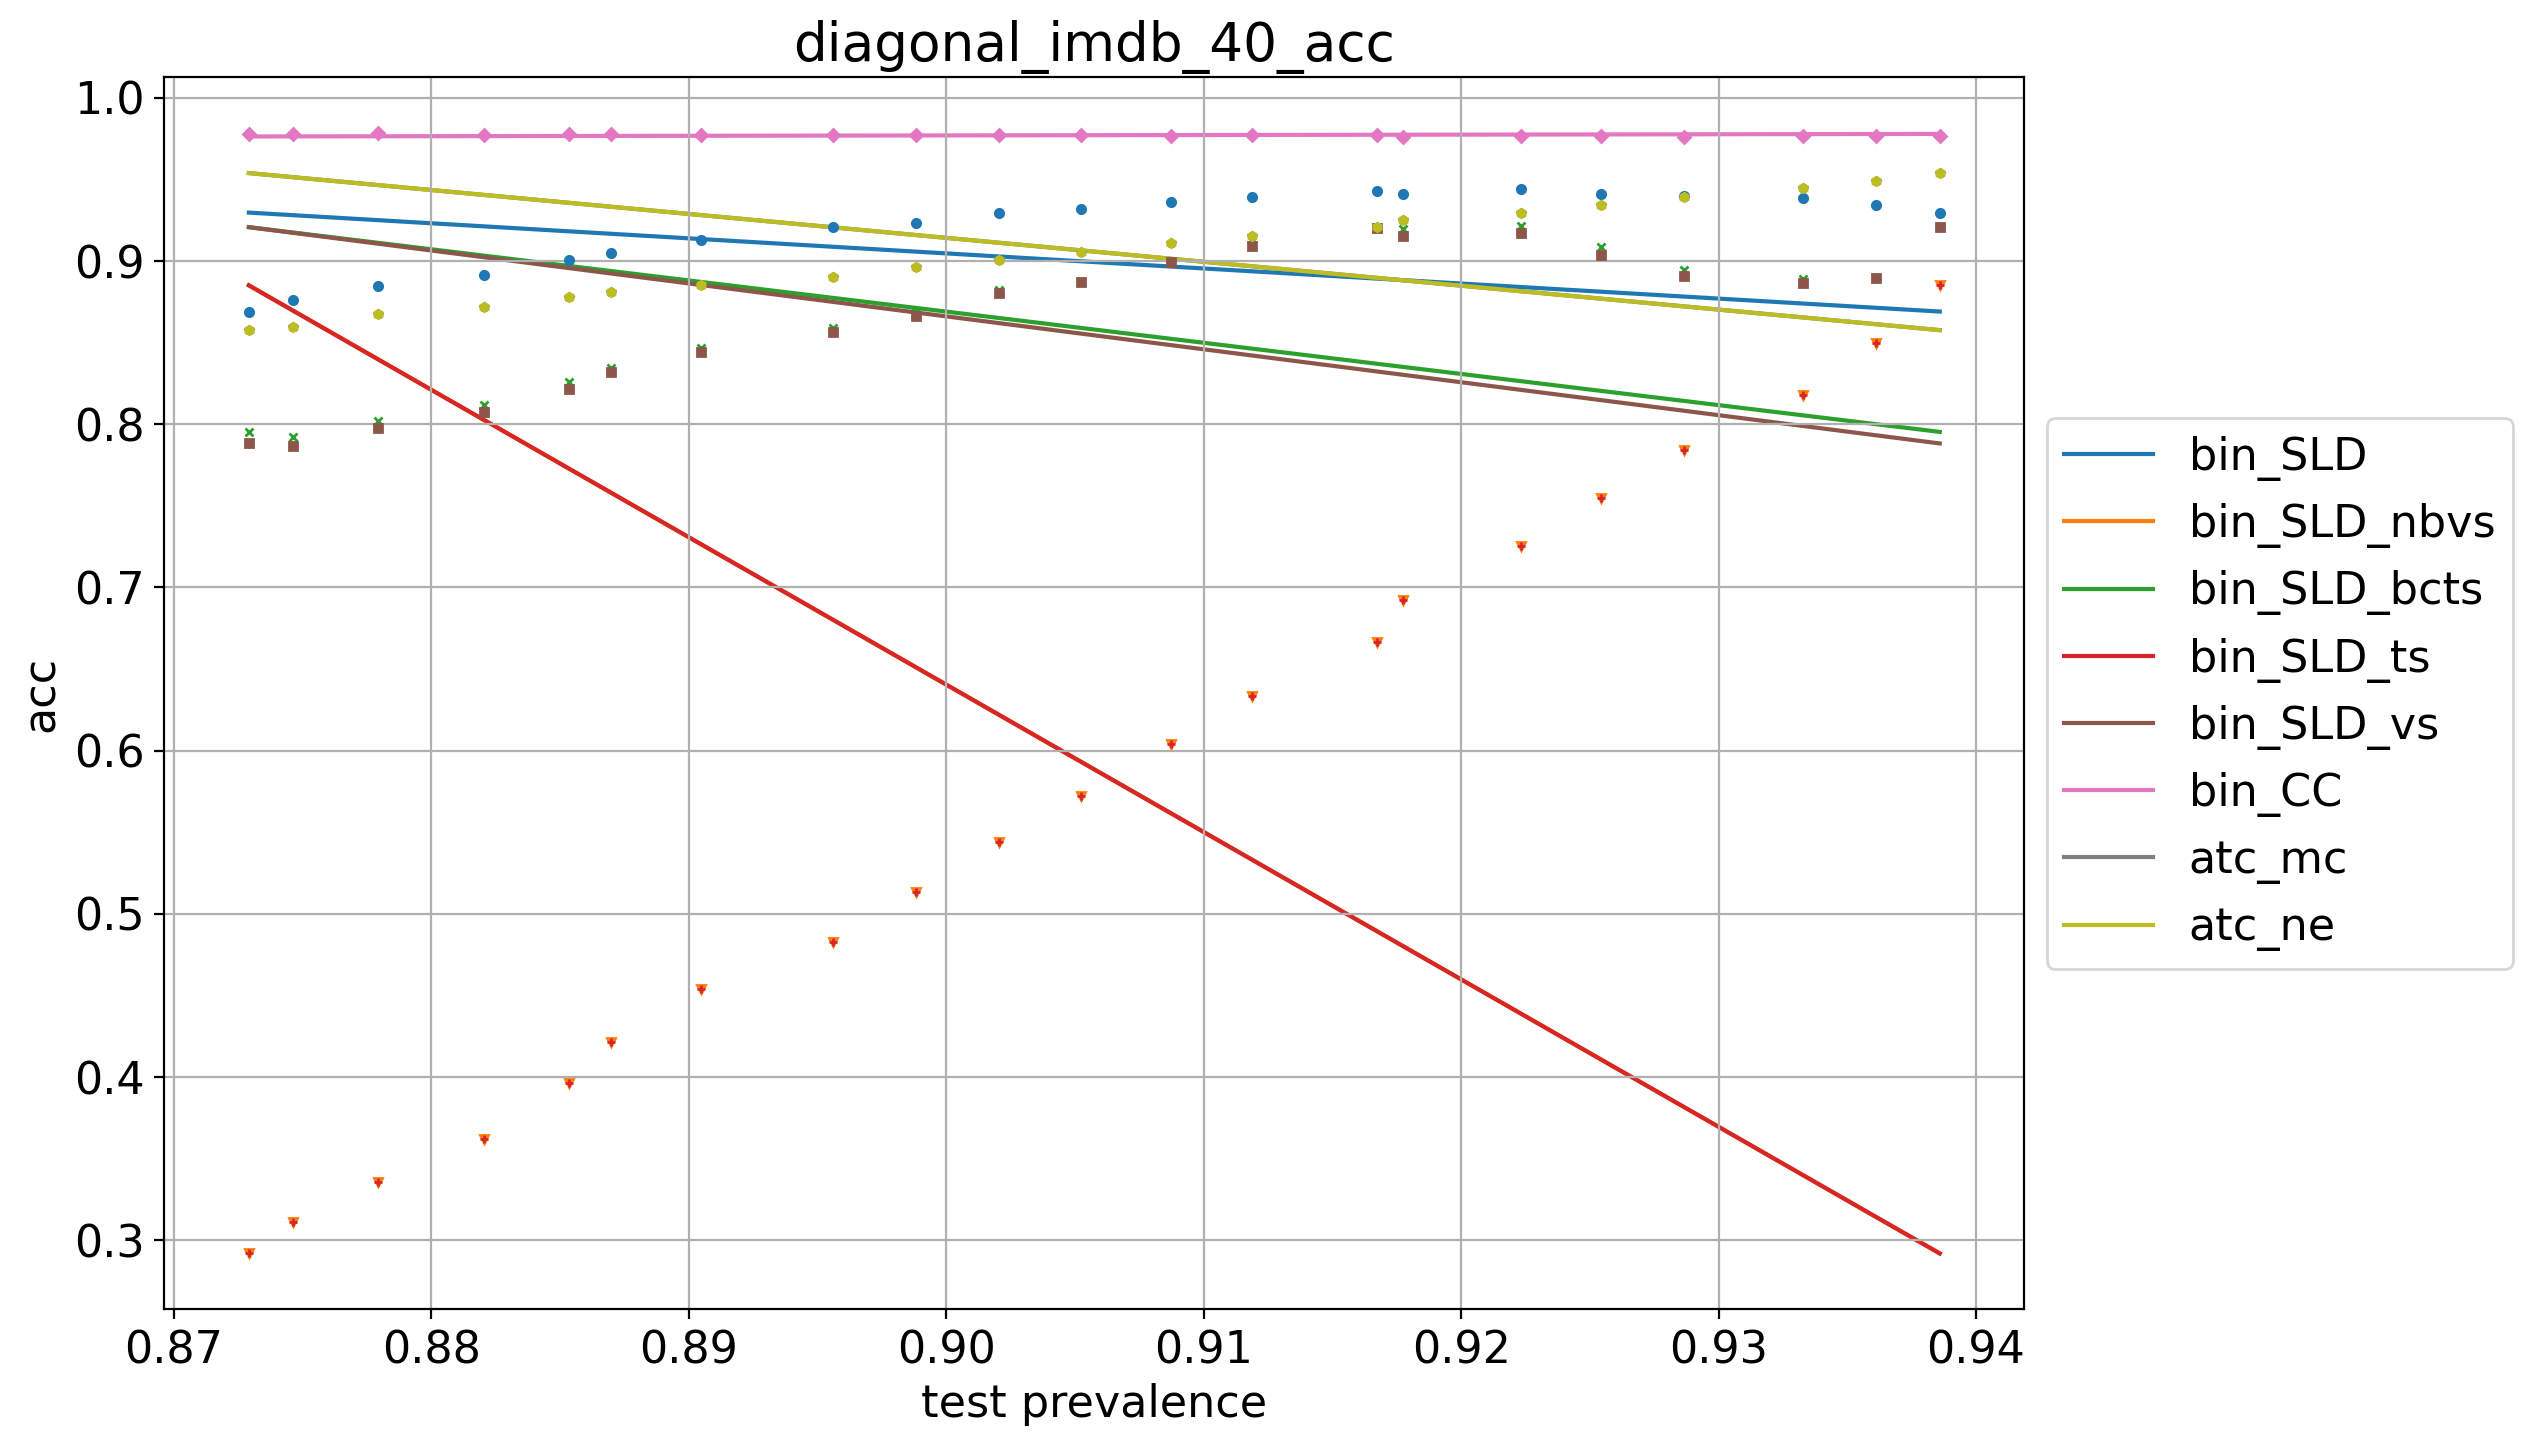 diagonal_imdb_40_acc
1.0
0.9
0.8
0.7
0.6
0.5
0.4
0.3
acc
0.87 0.88 0.89 0.90 0.91 0.92 0.93 0.94
test prevalence
bin_SLD
bin_SLD_nbvs
bin_SLD_bcts
bin_SLD_ts
bin_SLD_vs
bin_CC
atc_mc
atc_ne